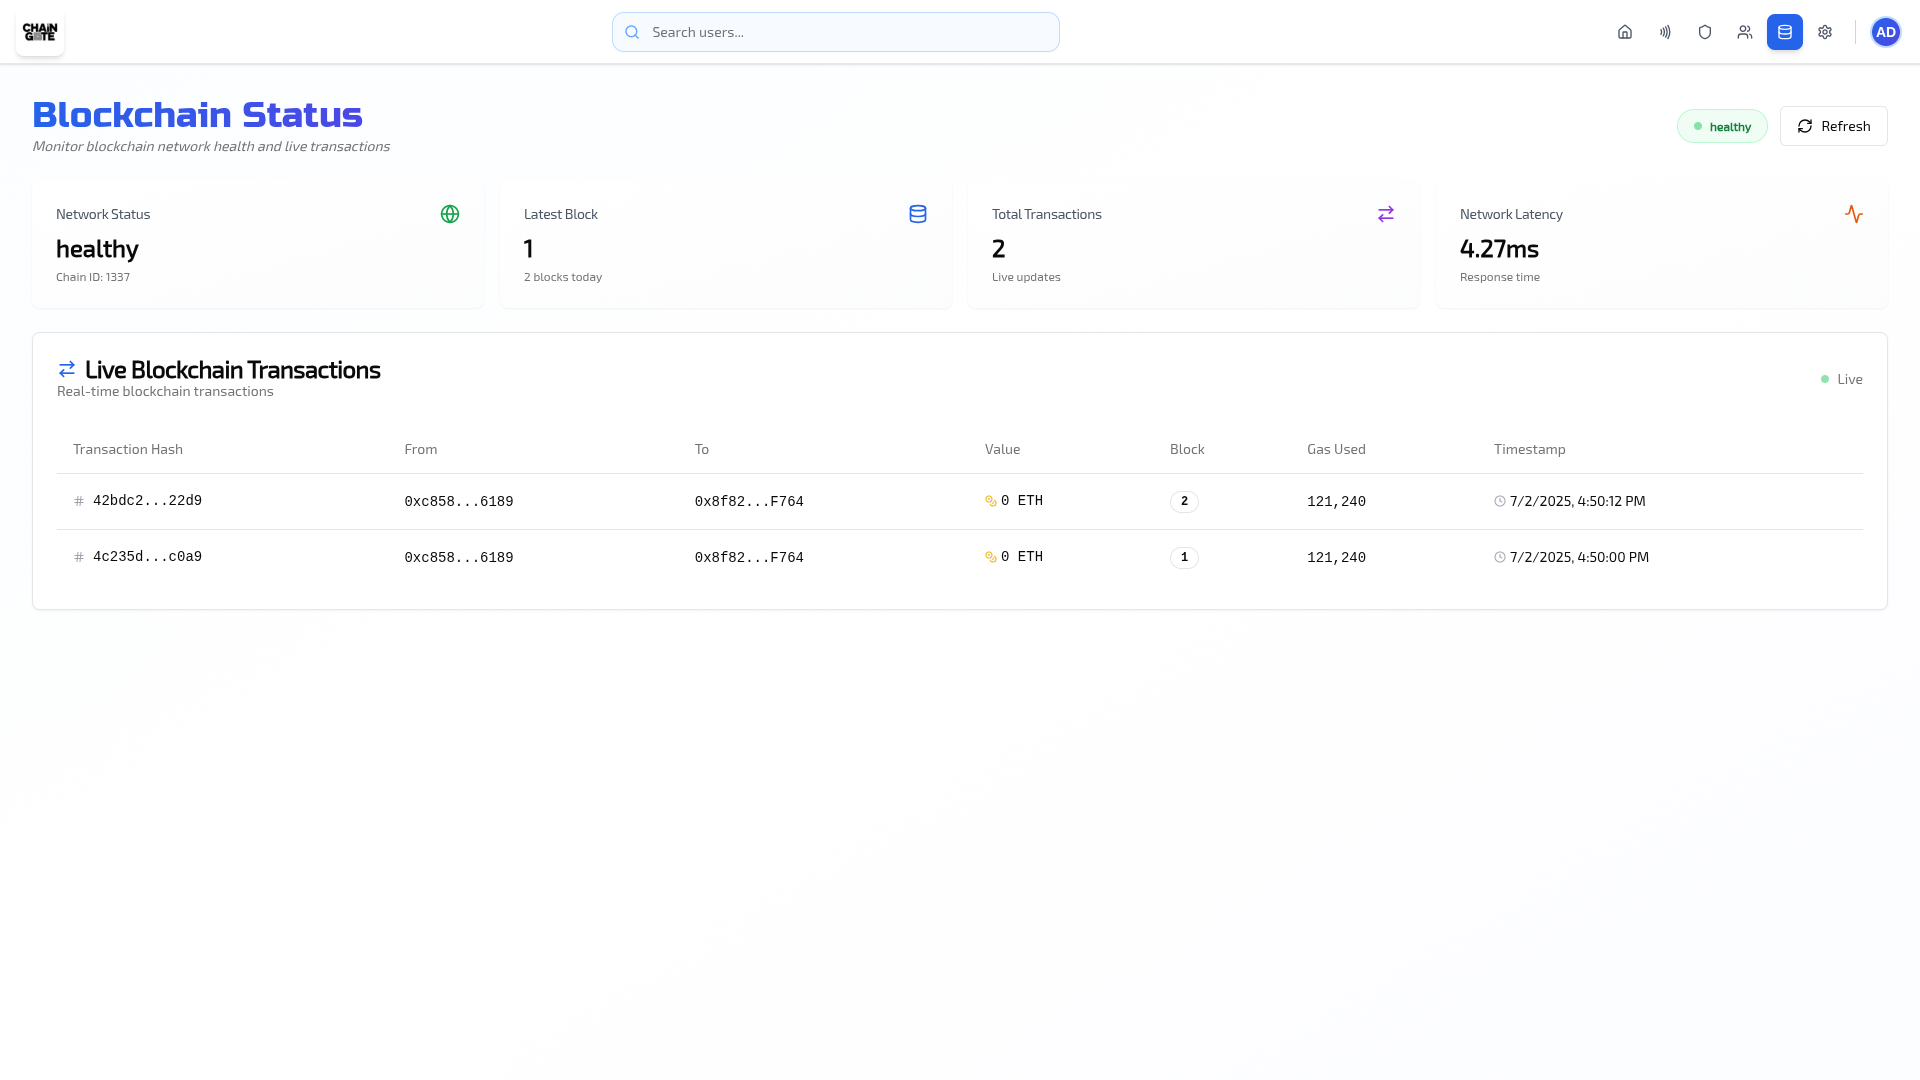 CHAIN
GATE
Search users...
AD
Blockchain Status
Monitor blockchain network health and live transactions
healthy
Refresh
Network Status
healthy
Chain ID: 1337
Latest Block
1
2 blocks today
Total Transactions
2
Live updates
Network Latency
4.27ms
Response time
Live Blockchain Transactions
Real-time blockchain transactions
Live
Transaction Hash From To Value Block Gas Used Timestamp
# 42bdc2...22d9 0xc858...6189 0x8f82...F764 0 ETH 2 121,240 7/2/2025, 4:50:12 PM
# 4c235d...c0a9 0xc858...6189 0x8f82...F764 0 ETH 1 121,240 7/2/2025, 4:50:00 PM